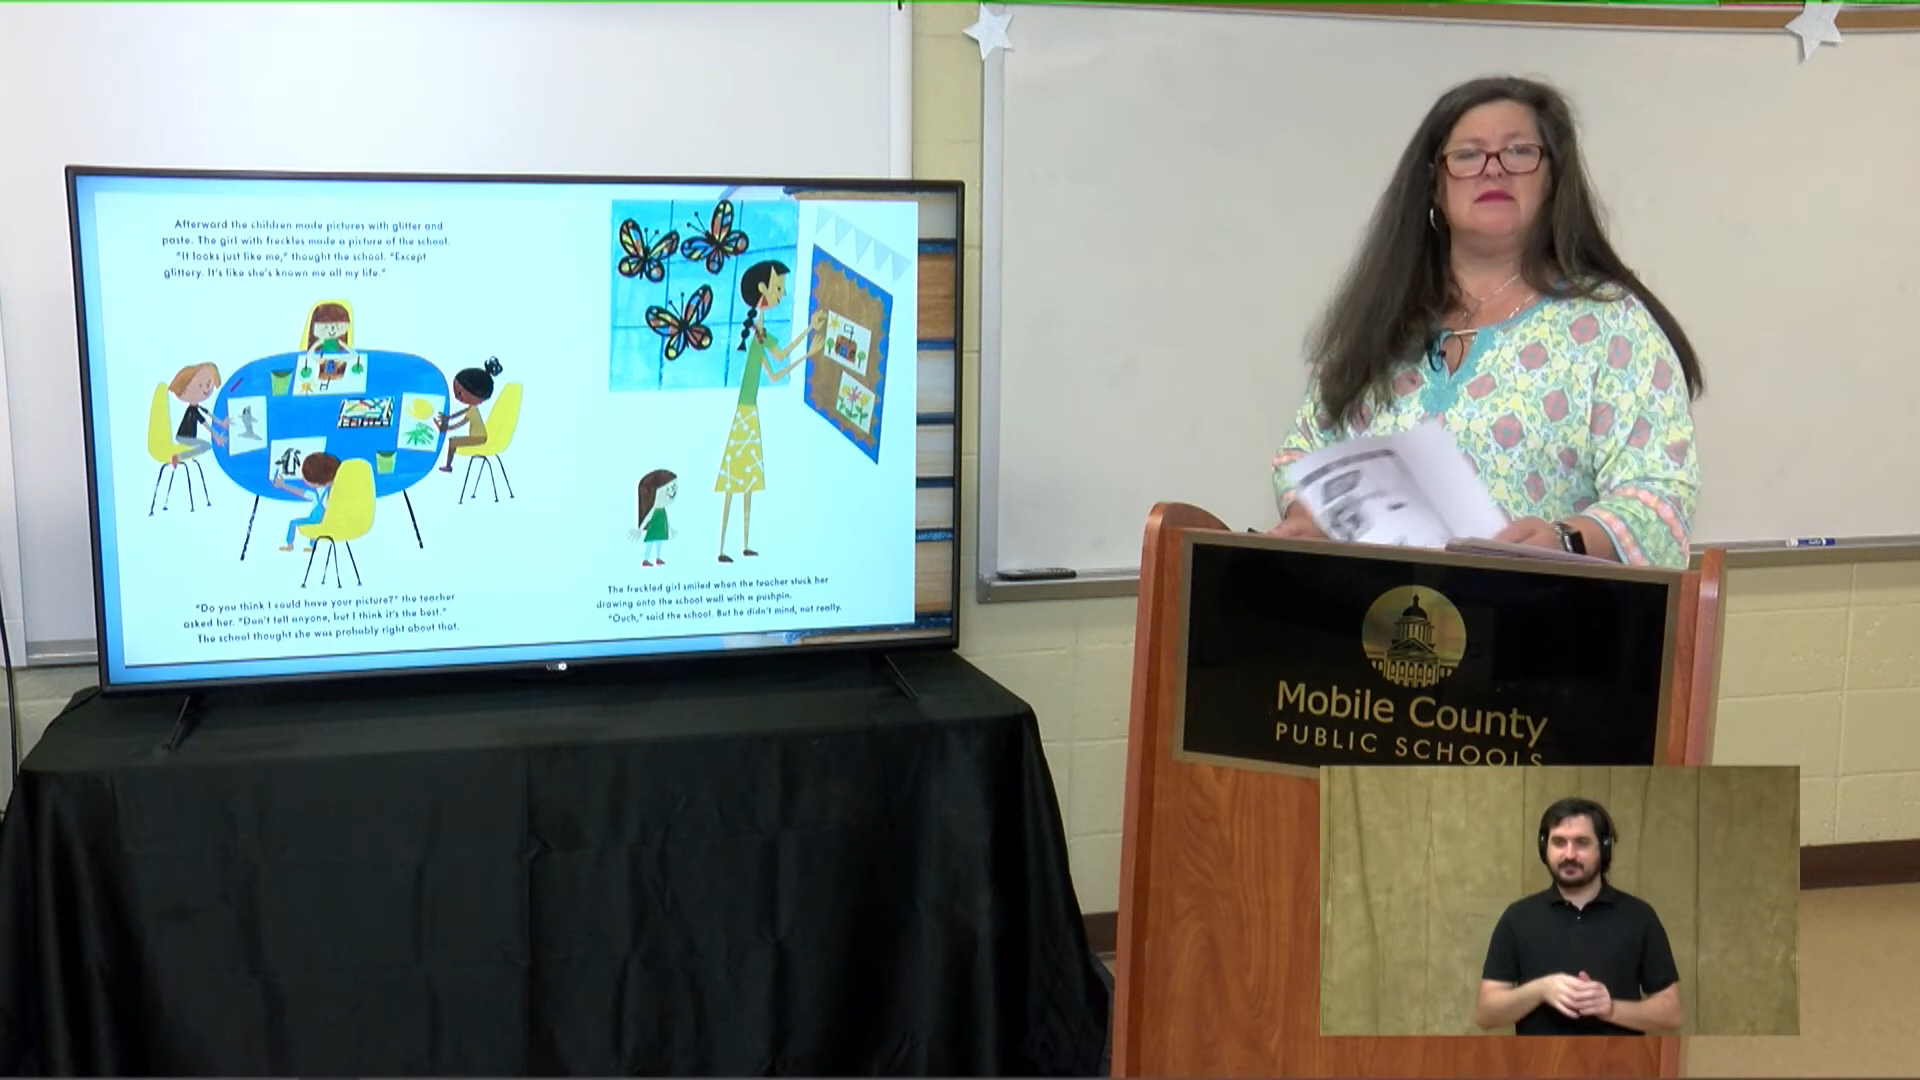 Afterward the children made pictures with glitter and
paste. The girl with freckles made a picture of the school.
"It looks just like me," thought the school. "Except
glittery. It's like she's known me all my life."
"Do you think I could have your picture?" the teacher
asked her. "Don't tell anyone, but I think it's the best."
The school thought she was probably right about that.
The freckled girl smiled when the teacher stuck her
drawing onto the school wall with a pushpin.
"Ouch," said the school. But he didn't mind, not really.
VIZIO
Mobile County
PUBLIC SCHOOLS